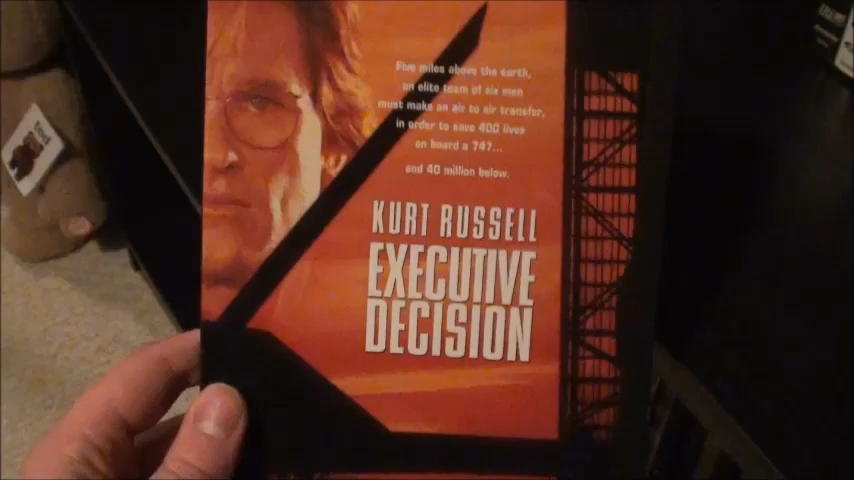 Five miles above the earth,
an elite team of six men
must make an air to air transfer,
in order to save 400 lives
on board a 747...
and 40 million below.
KURT RUSSELL
EXECUTIVE
DECISION